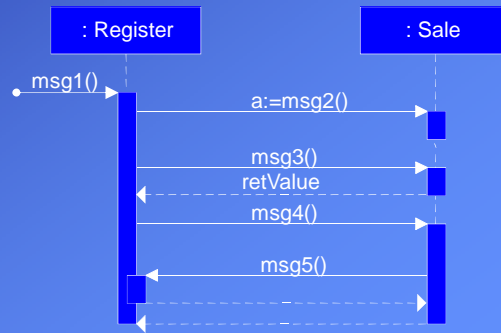 : Register
: Sale
msg1()
a:=msg2()
msg3()
retValue
msg4()
msg5()
–
–